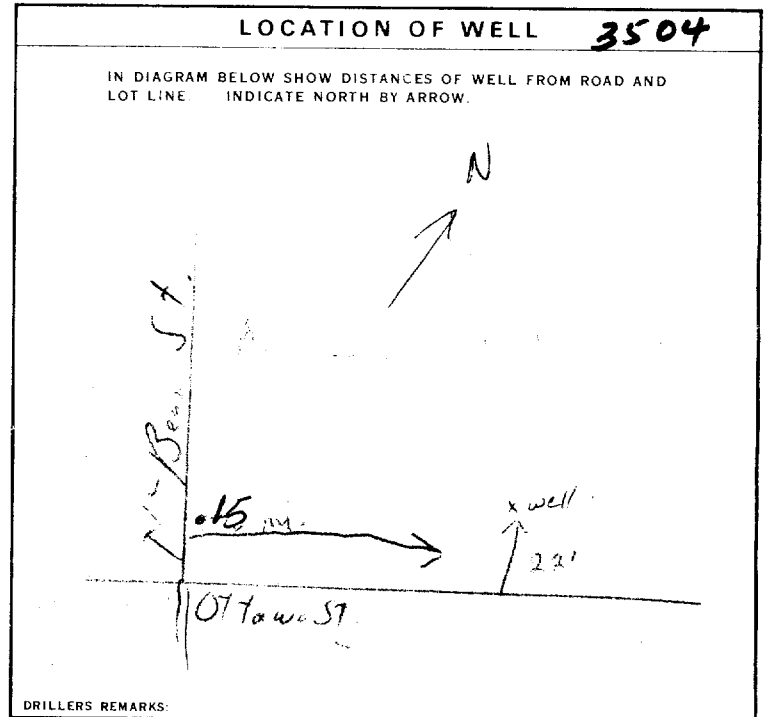 LOCATION OF WELL 3504
IN DIAGRAM BELOW SHOW DISTANCES OF WELL FROM ROAD AND
LOT LINE. INDICATE NORTH BY ARROW.
N
St.
.15 m.
x well
22'
Ottawa ST.
DRILLERS REMARKS: